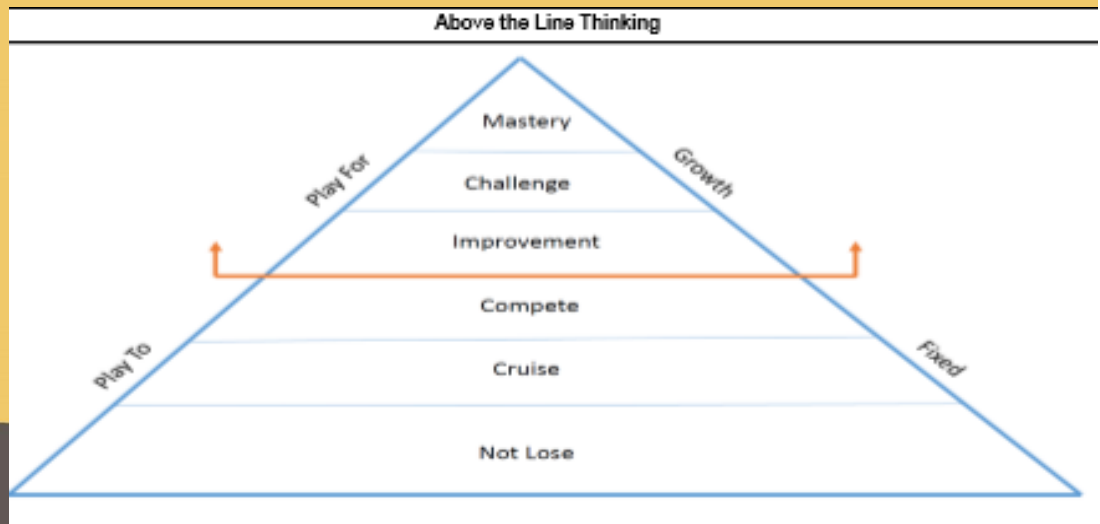 Above the Line Thinking
Mastery
Play For
Growth
Challenge
Improvement
Compete
Play To
Fixed
Cruise
Not Lose